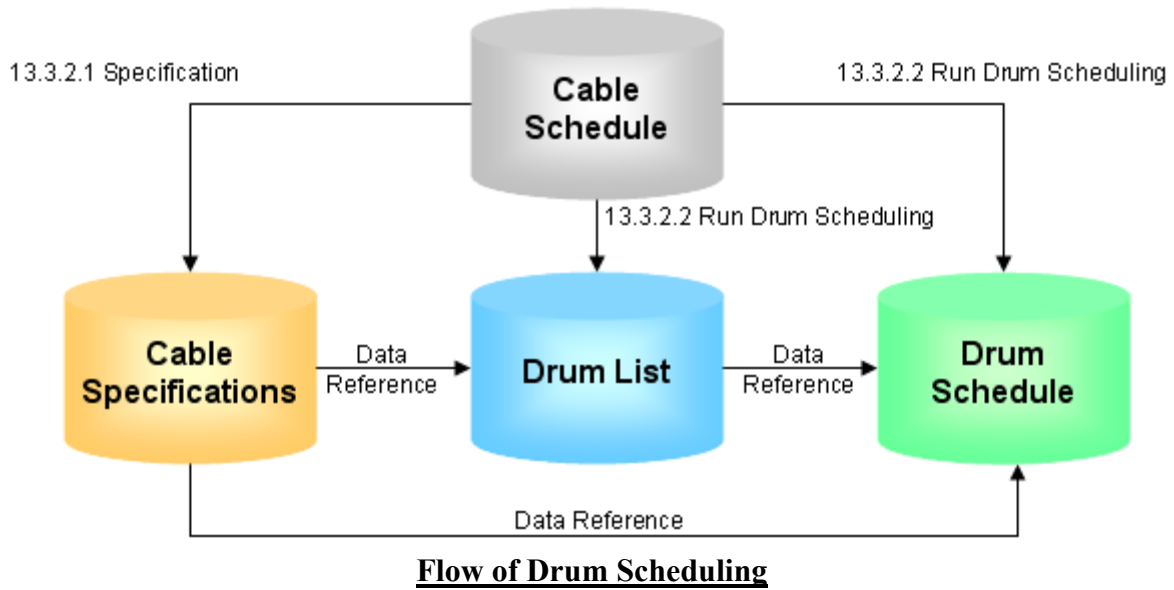 13.3.2.1 Specification
Cable
Schedule
13.3.2.2 Run Drum Scheduling
13.3.2.2 Run Drum Scheduling
Cable
Specifications
Data
Reference
Drum List
Data
Reference
Drum
Schedule
Data Reference
Flow of Drum Scheduling